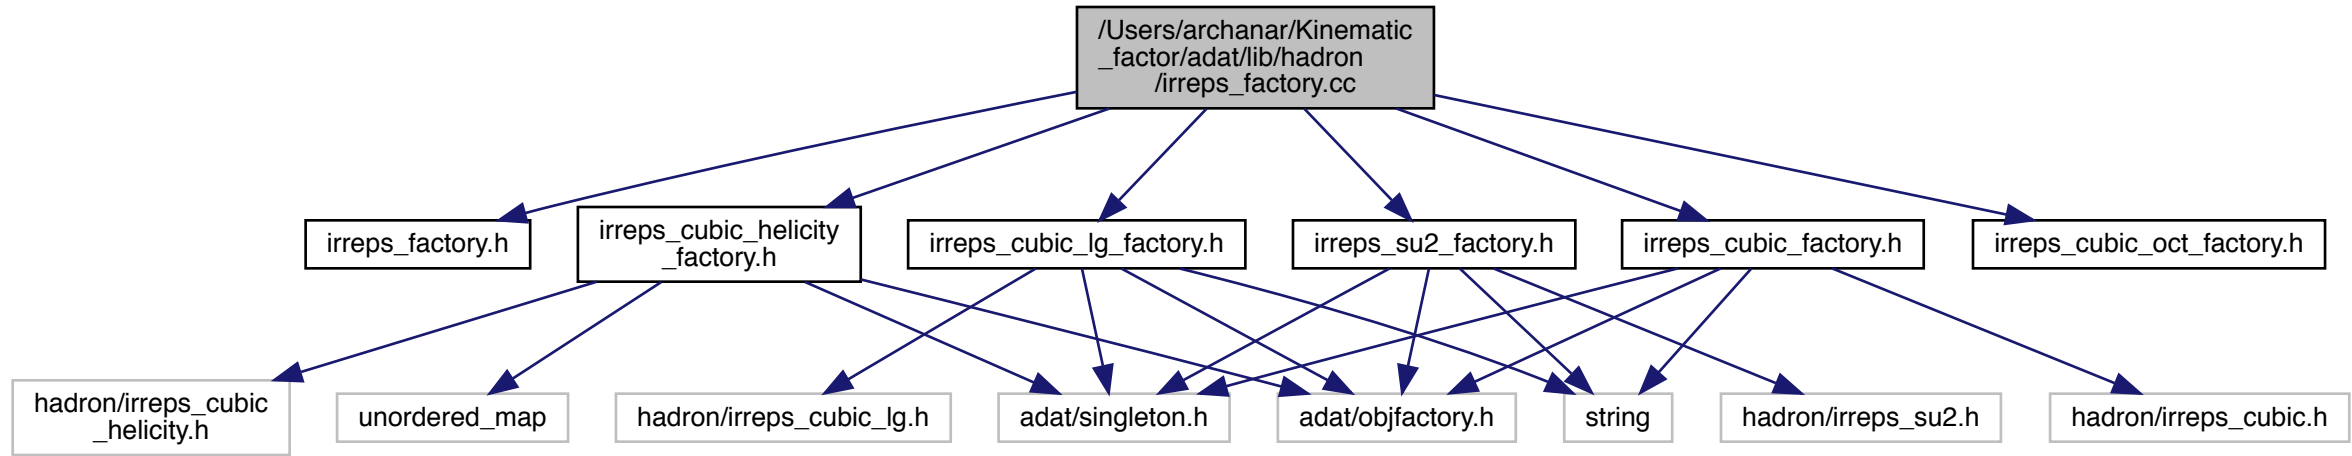 /Users/archanar/Kinematic
_factor/adat/lib/hadron
/irreps_factory.cc
irreps_factory.h
irreps_cubic_helicity
_factory.h
irreps_cubic_lg_factory.h
irreps_su2_factory.h
irreps_cubic_factory.h
irreps_cubic_oct_factory.h
hadron/irreps_cubic
_helicity.h
unordered_map
hadron/irreps_cubic_lg.h
adat/singleton.h
adat/objfactory.h
string
hadron/irreps_su2.h
hadron/irreps_cubic.h